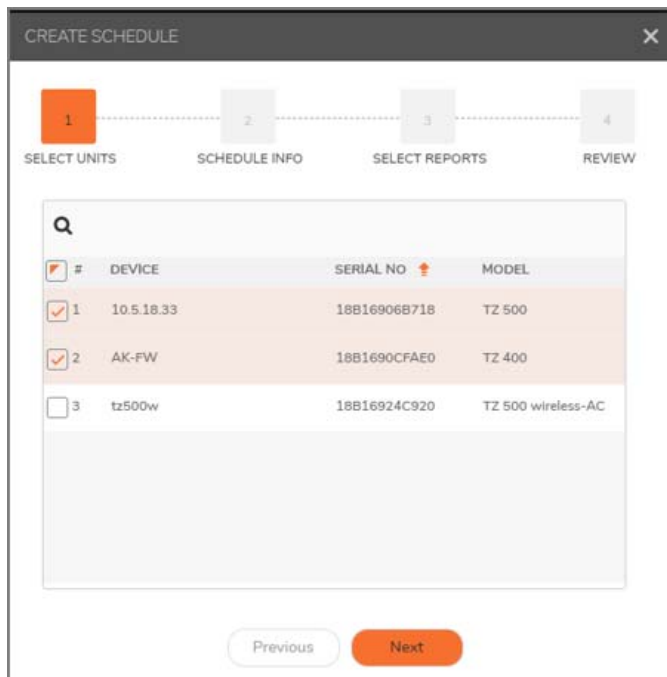 CREATE SCHEDULE
1 2 3 4
SELECT UNITS SCHEDULE INFO SELECT REPORTS REVIEW
# DEVICE SERIAL NO MODEL
1 10.5.18.33 18B16906B718 TZ 500
2 AK-FW 18B1690CFAE0 TZ 400
3 tz500w 18B16924C920 TZ 500 wireless-AC
Previous Next